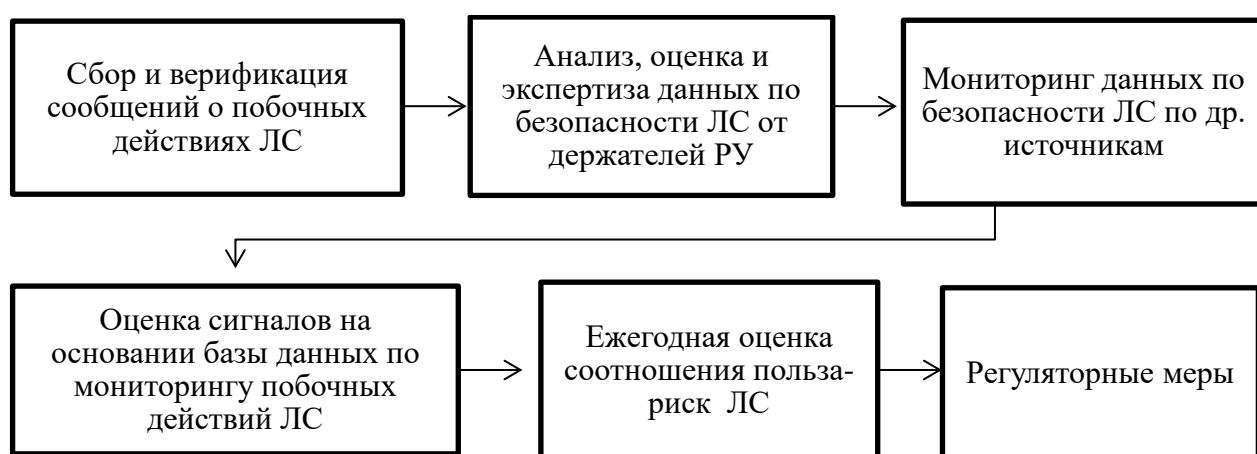 Сбор и верификация
сообщений о побочных
действиях ЛС
Анализ, оценка и
экспертиза данных по
безопасности ЛС от
держателей РУ
Мониторинг данных по
безопасности ЛС по др.
источникам
Оценка сигналов на
основании базы данных по
мониторингу побочных
действий ЛС
Ежегодная оценка
соотношения польза-
риск ЛС
Регуляторные меры